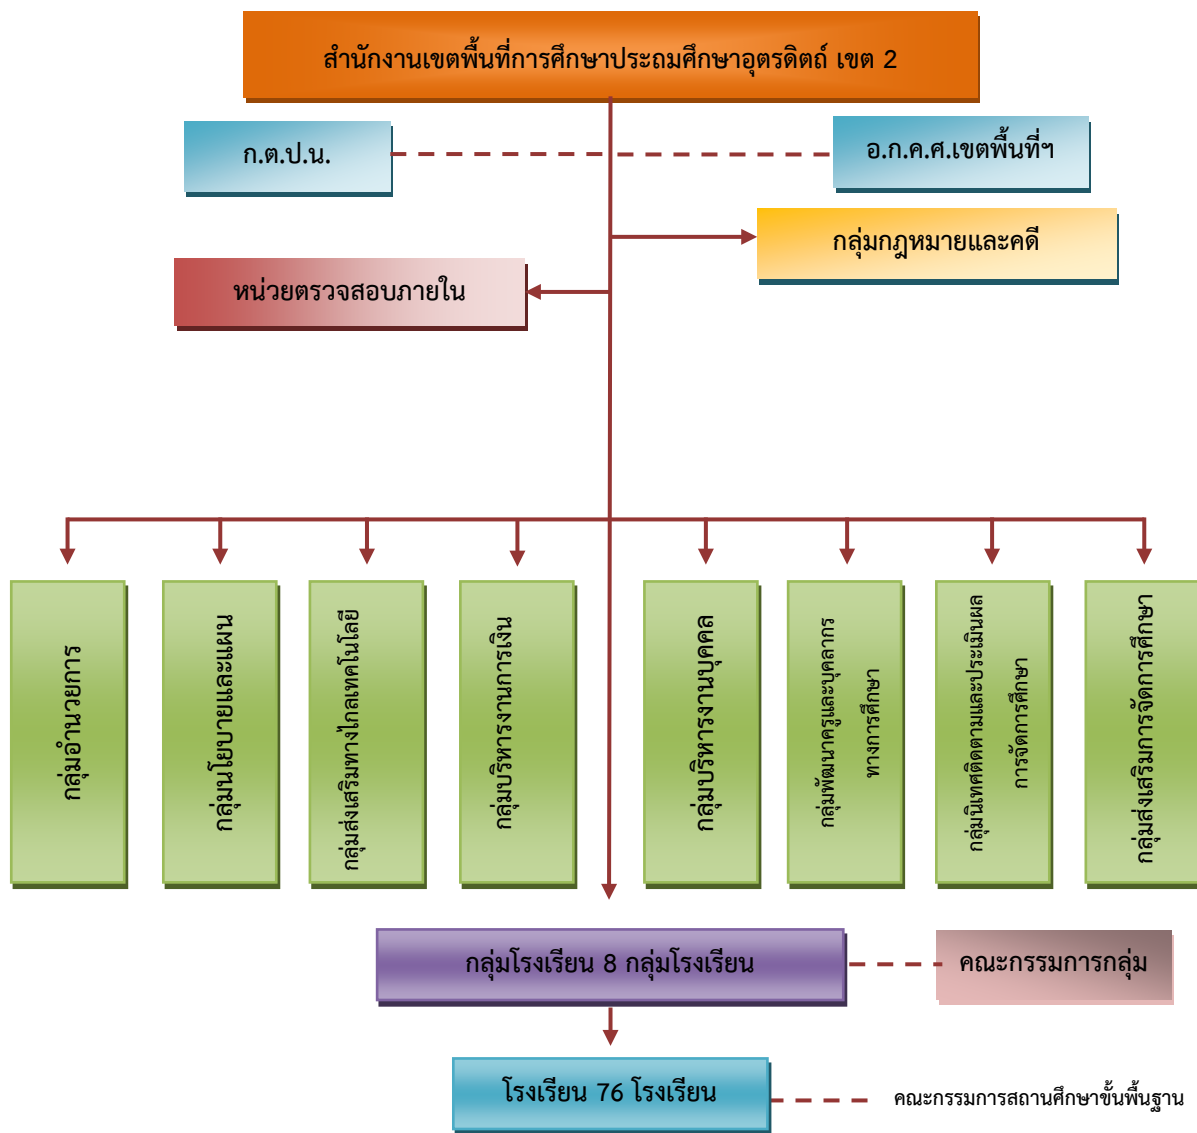 สำนักงานเขตพื้นที่การศึกษาประถมศึกษาอุตรดิตถ์ เขต 2
ก.ต.ป.น.
อ.ก.ค.ศ.เขตพื้นที่ฯ
กลุ่มกฎหมายและคดี
หน่วยตรวจสอบภายใน
กลุ่มอำนวยการ
กลุ่มนโยบายและแผน
กลุ่มส่งเสริมทางไกลเทคโนโลยี
กลุ่มบริหารงานการเงิน
กลุ่มบริหารงานบุคคล
กลุ่มพัฒนาครูและบุคลากร
ทางการศึกษา
กลุ่มนิเทศติดตามและประเมินผล
การจัดการศึกษา
กลุ่มส่งเสริมการจัดการศึกษา
กลุ่มโรงเรียน 8 กลุ่มโรงเรียน
คณะกรรมการกลุ่ม
โรงเรียน 76 โรงเรียน
คณะกรรมการสถานศึกษาขั้นพื้นฐาน